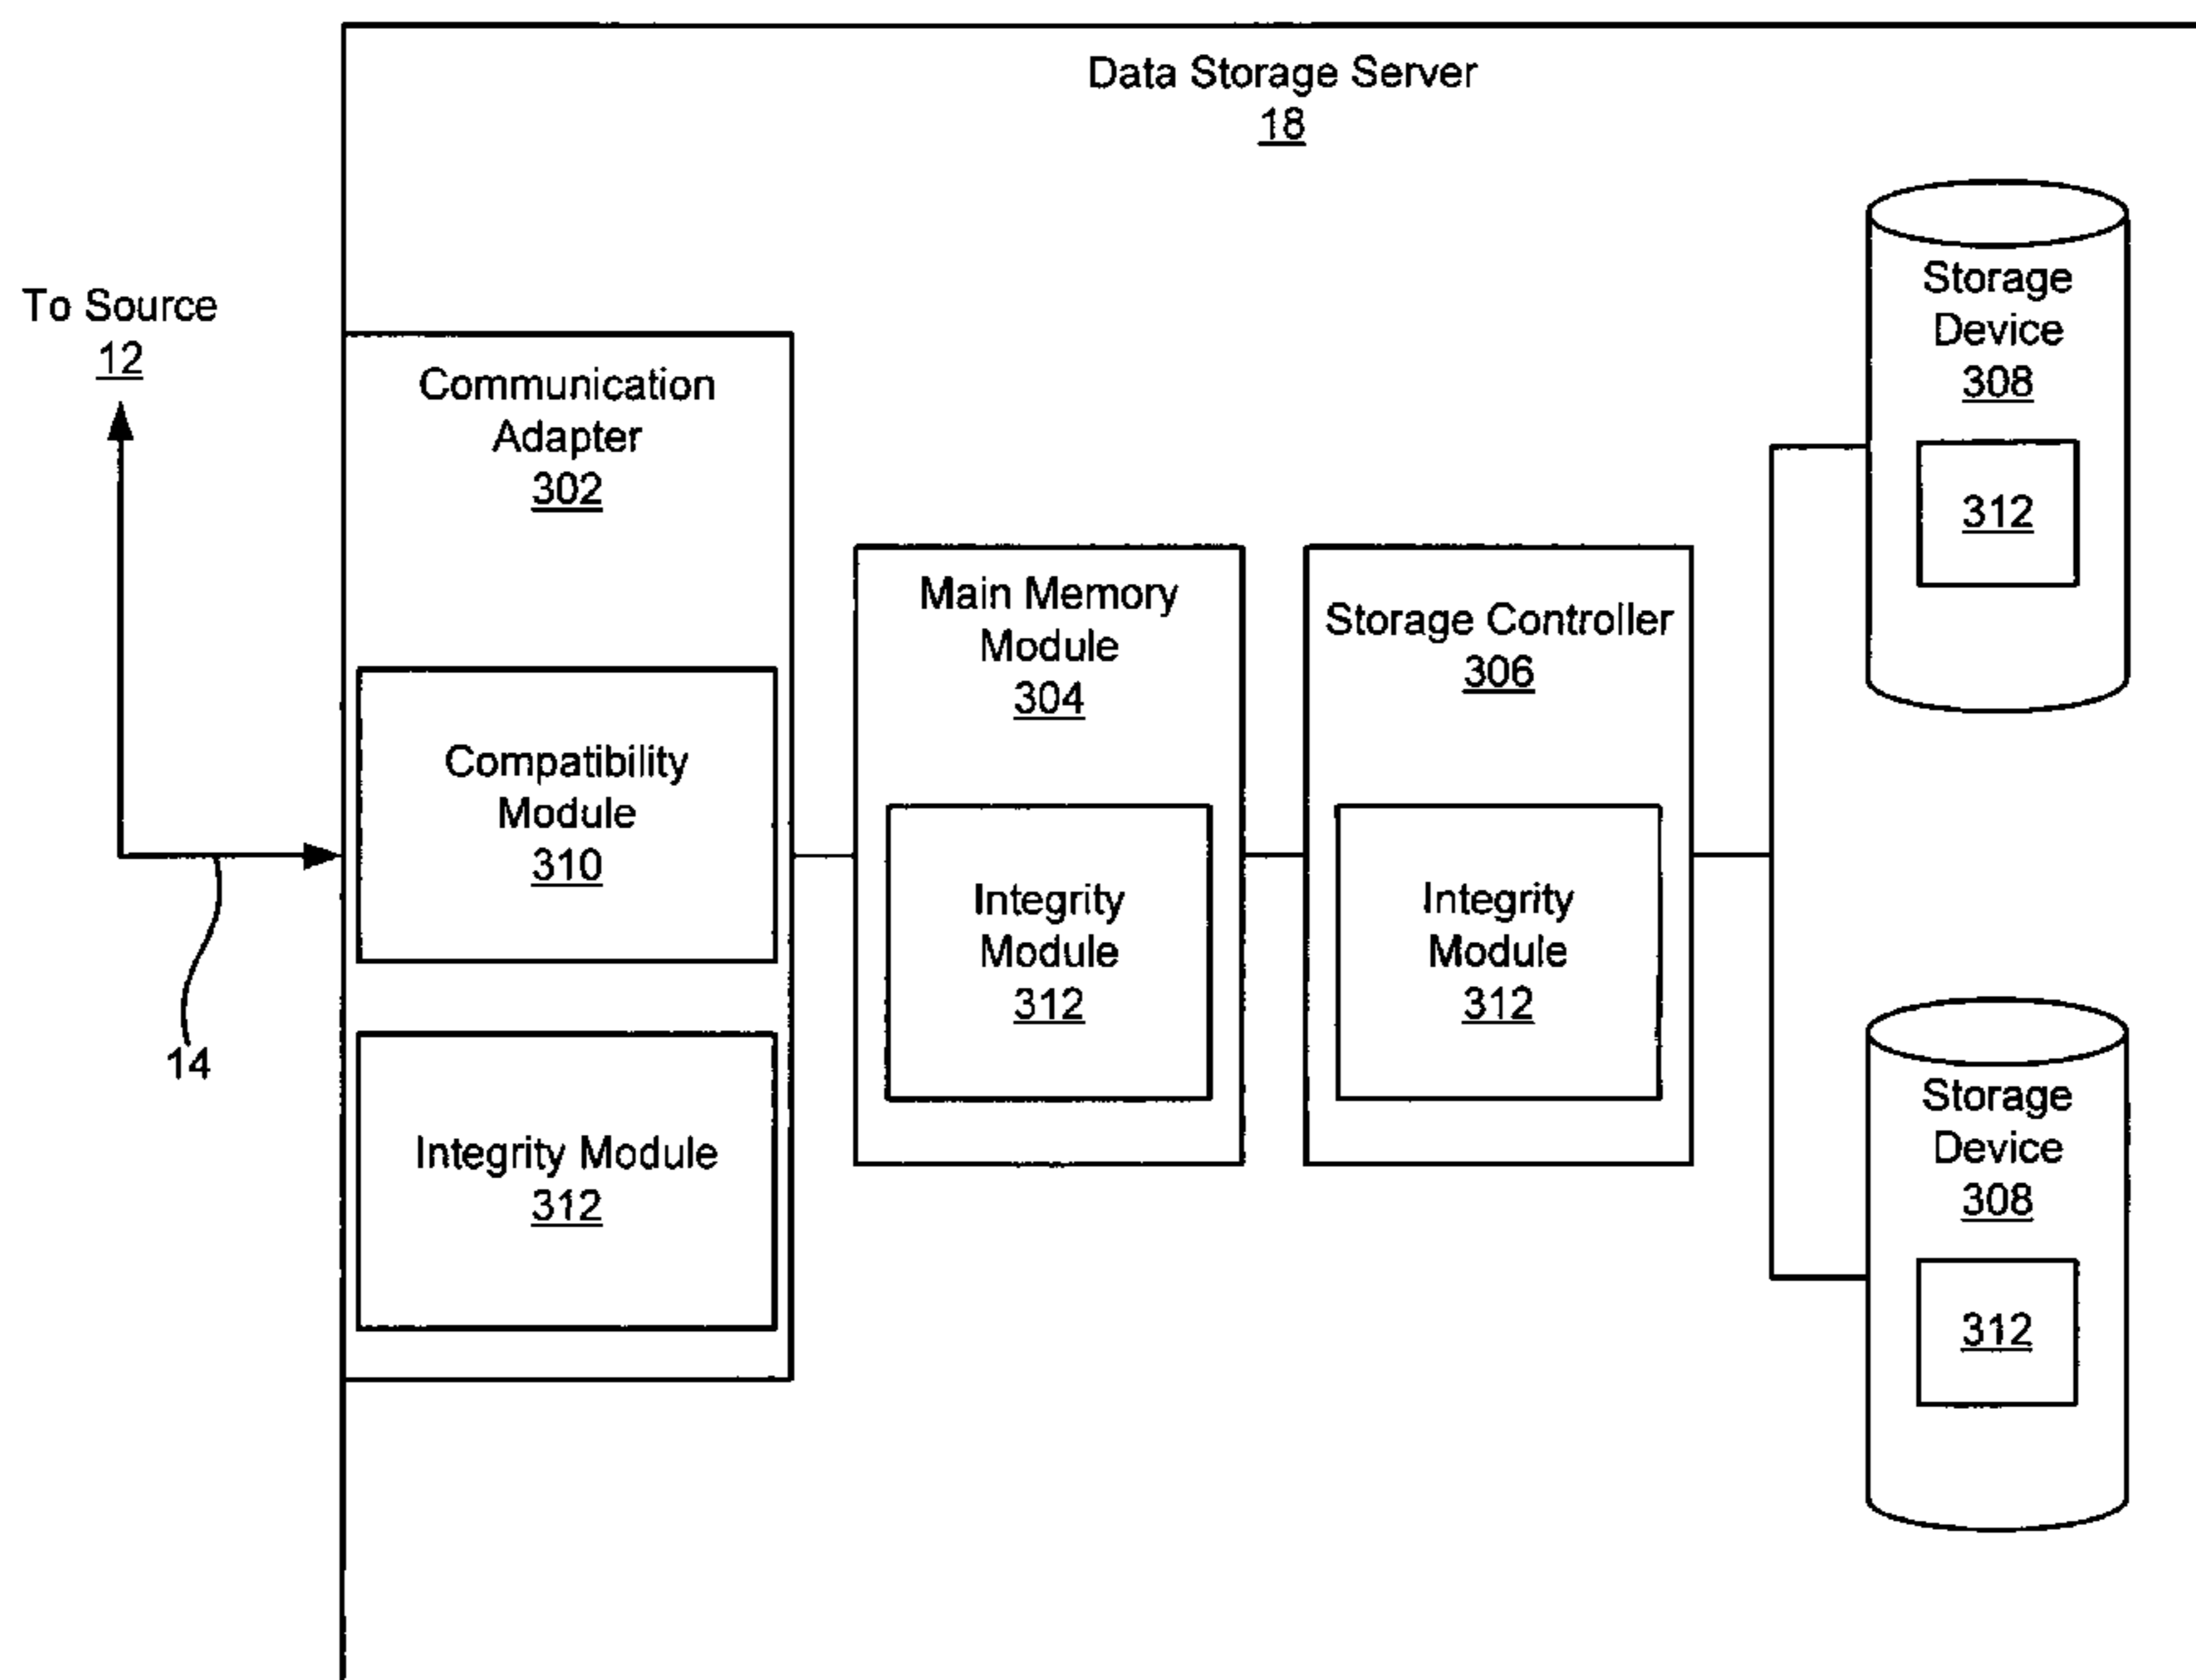 Data Storage Server
18
To Source
12
14
Communication
Adapter
302
Compatibility
Module
310
Integrity Module
312
Main Memory
Module
304
Integrity
Module
312
Storage Controller
306
Integrity
Module
312
Storage
Device
308
312
Storage
Device
308
312